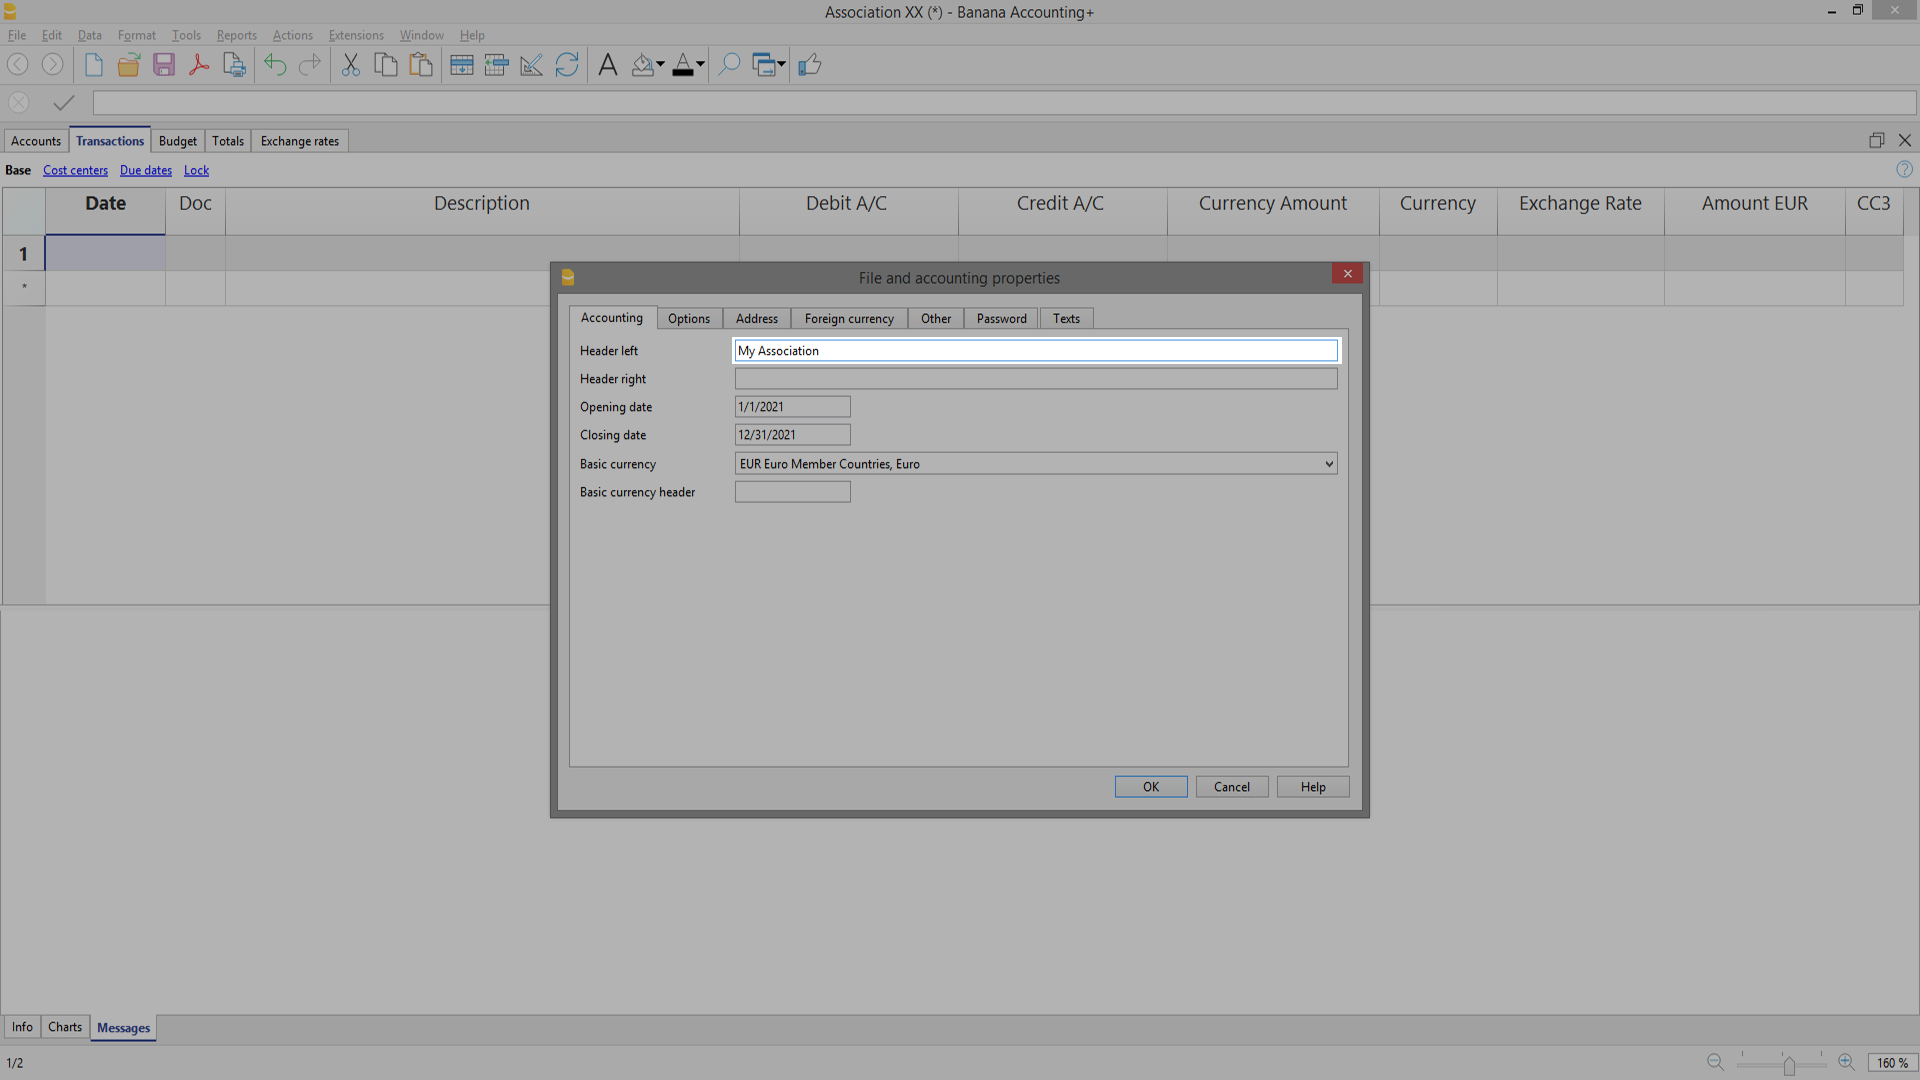 Association XX (*) - Banana Accounting+
File Edit Data Format Tools Reports Actions Extensions Window Help
Accounts Transactions Budget Totals Exchange rates
Base Cost centers Due dates Lock
Date Doc Description Debit A/C Credit A/C Currency Amount Currency Exchange Rate Amount EUR CC3
1
*
File and accounting properties
Accounting Options Address Foreign currency Other Password Texts
Header left My Association
Header right
Opening date 1/1/2021
Closing date 12/31/2021
Basic currency EUR Euro Member Countries, Euro
Basic currency header
OK Cancel Help
Info Charts Messages
1/2 160 %